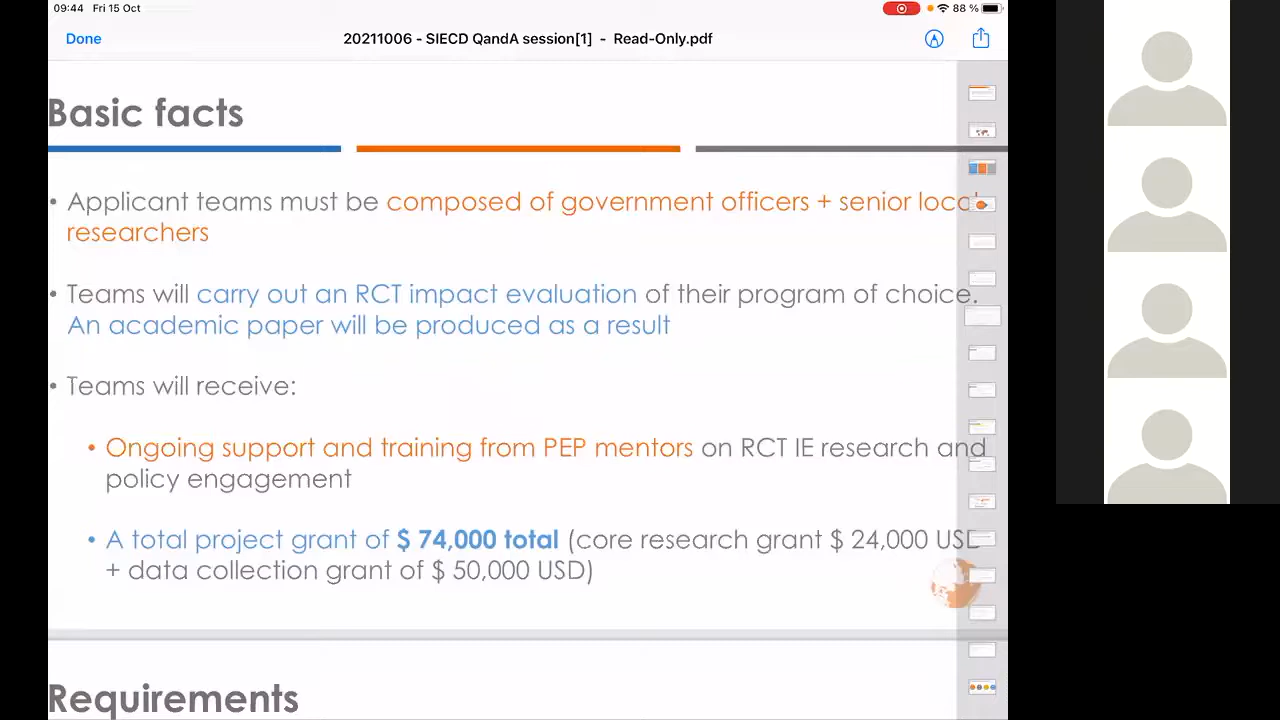 09:44 Fri 15 Oct
88 %
Done
20211006 - SIECD QandA session[1] - Read-Only.pdf
Basic facts
• Applicant teams must be composed of government officers + senior local
researchers
• Teams will carry out an RCT impact evaluation of their program of choice.
An academic paper will be produced as a result
• Teams will receive:
• Ongoing support and training from PEP mentors on RCT IE research and
policy engagement
• A total project grant of $ 74,000 total (core research grant $ 24,000 USD
+ data collection grant of $ 50,000 USD)
Requirements